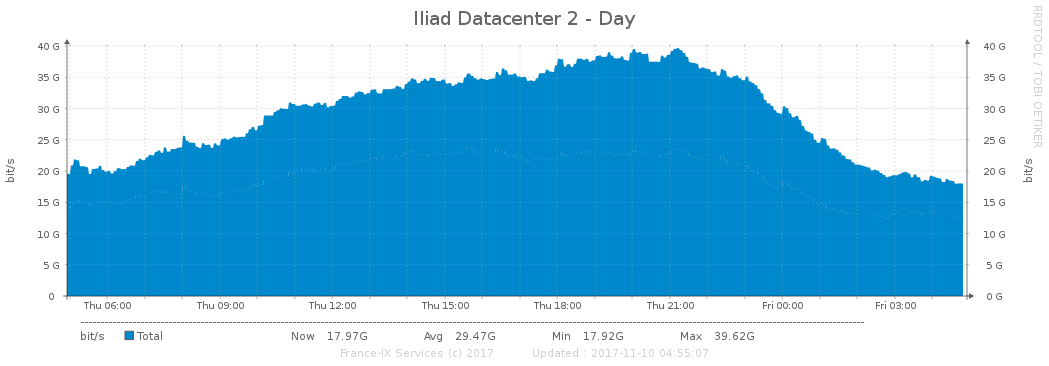 Iliad Datacenter 2 - Day
RRDTOOL / TOBI OETIKER
40 G 40 G
35 G 35 G
30 G 30 G
25 G 25 G
20 G 20 G
15 G 15 G
10 G 10 G
5 G 5 G
0 0 G
bit/s bit/s
Thu 06:00 Thu 09:00 Thu 12:00 Thu 15:00 Thu 18:00 Thu 21:00 Fri 00:00 Fri 03:00
bit/s Total Now 17.97G Avg 29.47G Min 17.92G Max 39.62G
France-IX Services (c) 2017 Updated : 2017-11-10 04:55:07